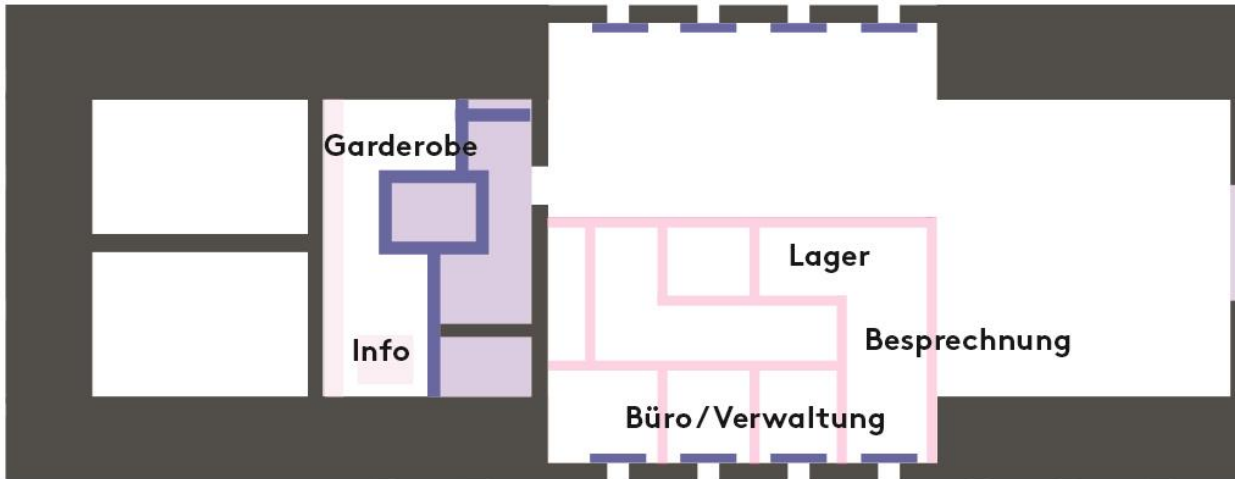 Garderobe
Lager
Besprechnung
Info
Büro / Verwaltung